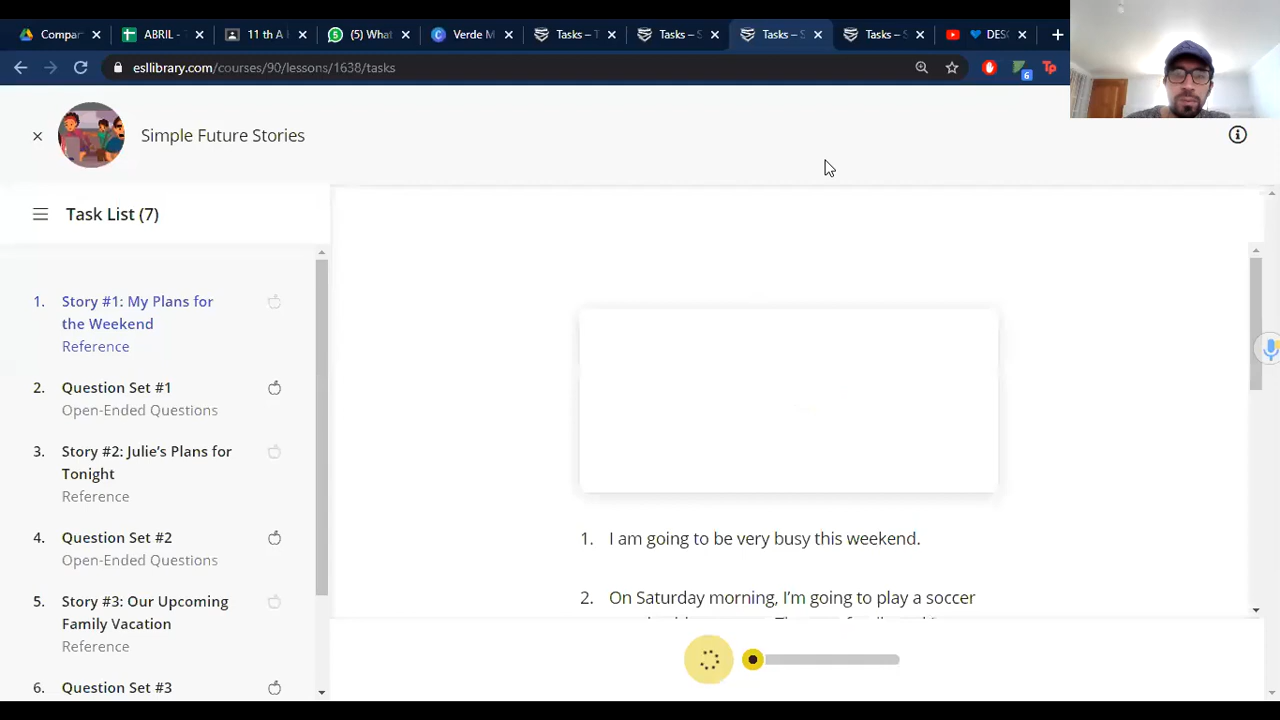 Compar
ABRIL -
11 th A
(5) What
Verde M
Tasks – T
Tasks – S
Tasks – S
Tasks – S
DESC
esllibrary.com/courses/90/lessons/1638/tasks
6
Simple Future Stories
Task List (7)
1. Story #1: My Plans for
the Weekend
Reference
2. Question Set #1
Open-Ended Questions
3. Story #2: Julie's Plans for
Tonight
Reference
4. Question Set #2
Open-Ended Questions
5. Story #3: Our Upcoming
Family Vacation
Reference
6. Question Set #3
1. I am going to be very busy this weekend.
2. On Saturday morning, I'm going to play a soccer